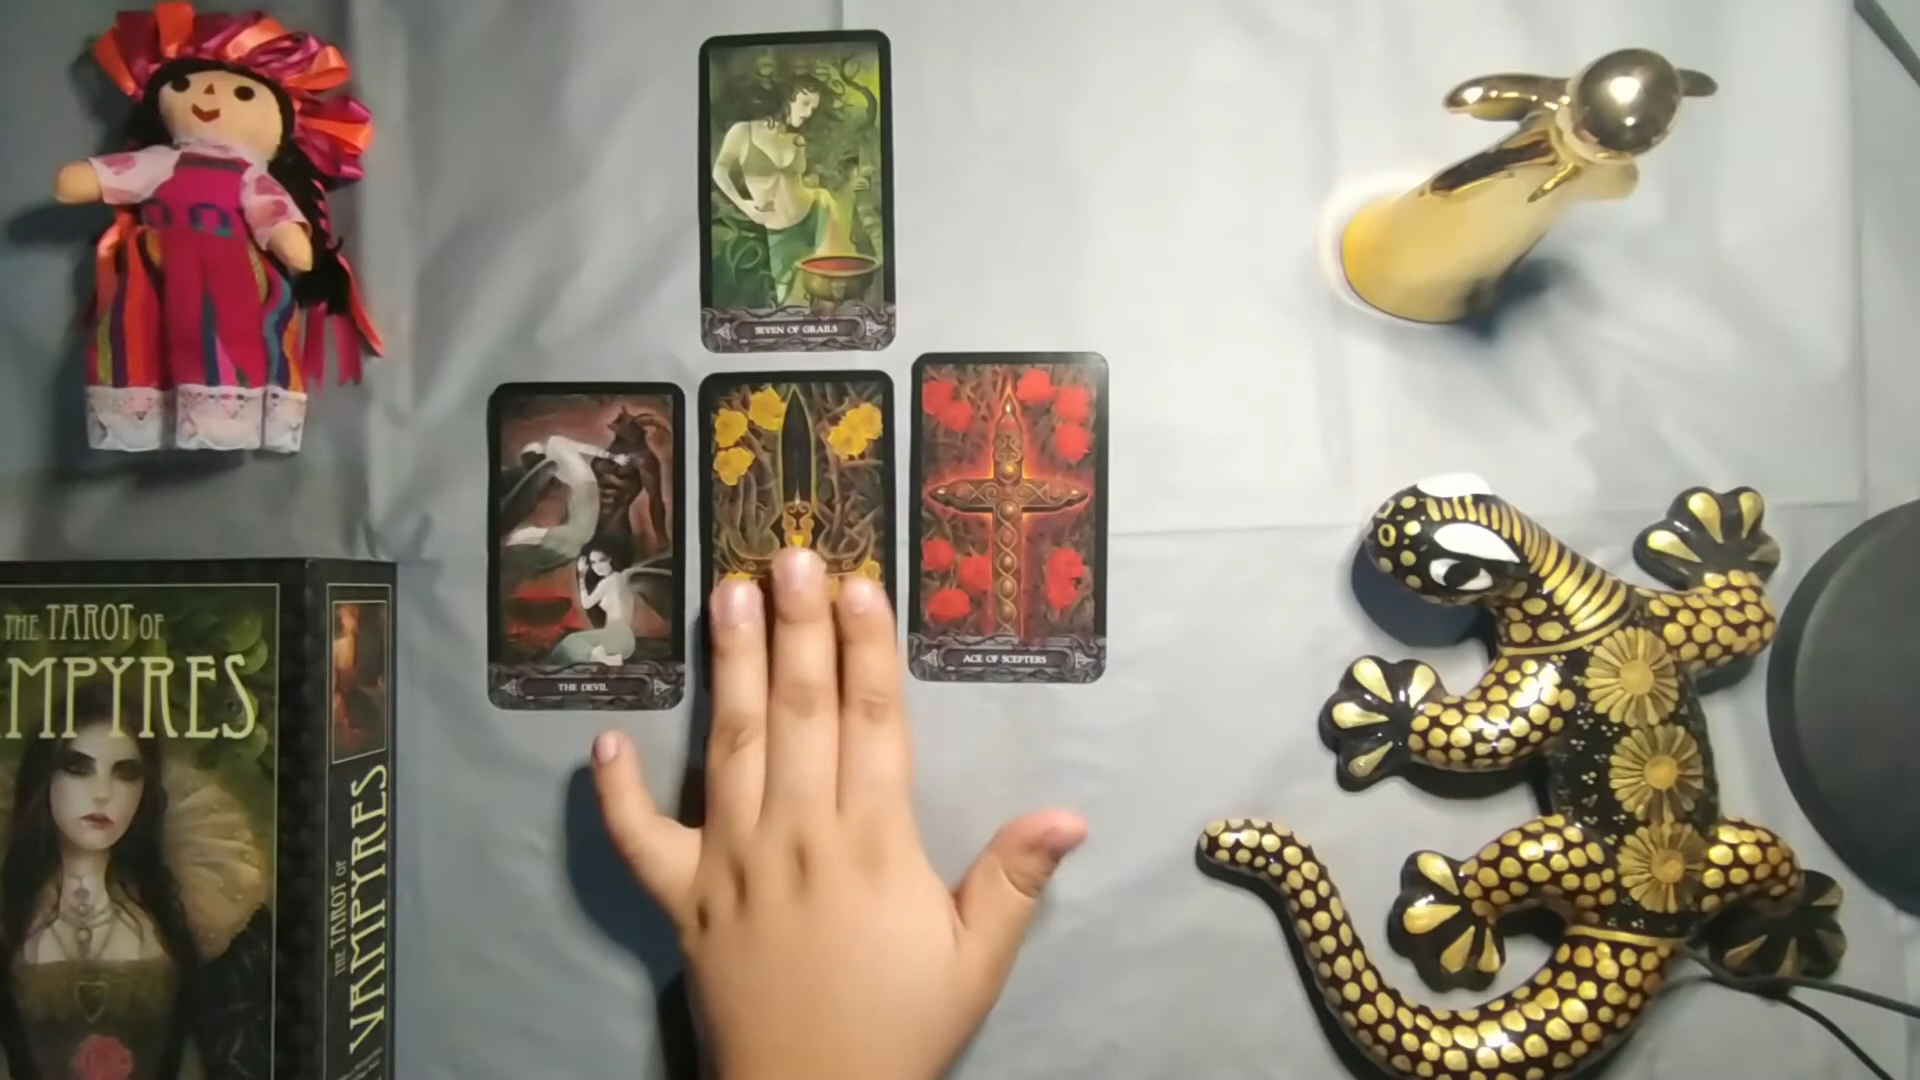 SEVEN OF GRAILS
THE DEVIL
ACE OF SCEPTERS
THE TAROT OF
MPYRES
THE TAROT OF
VAMPYRES